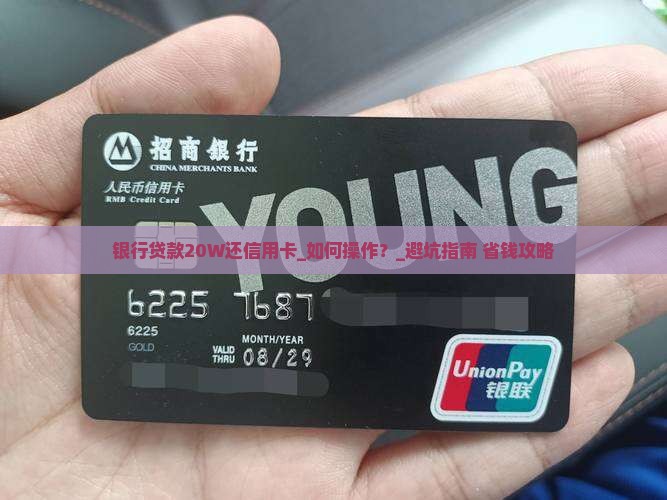 招商银行
CHINA MERCHANTS BANK
人民币信用卡
RMB Credit Card
YOUNG
银行贷款20W还信用卡_如何操作？_避坑指南 省钱攻略
6225 7687
6225
GOLD
MONTH/YEAR
VALID THRU 08/29
UnionPay
银联